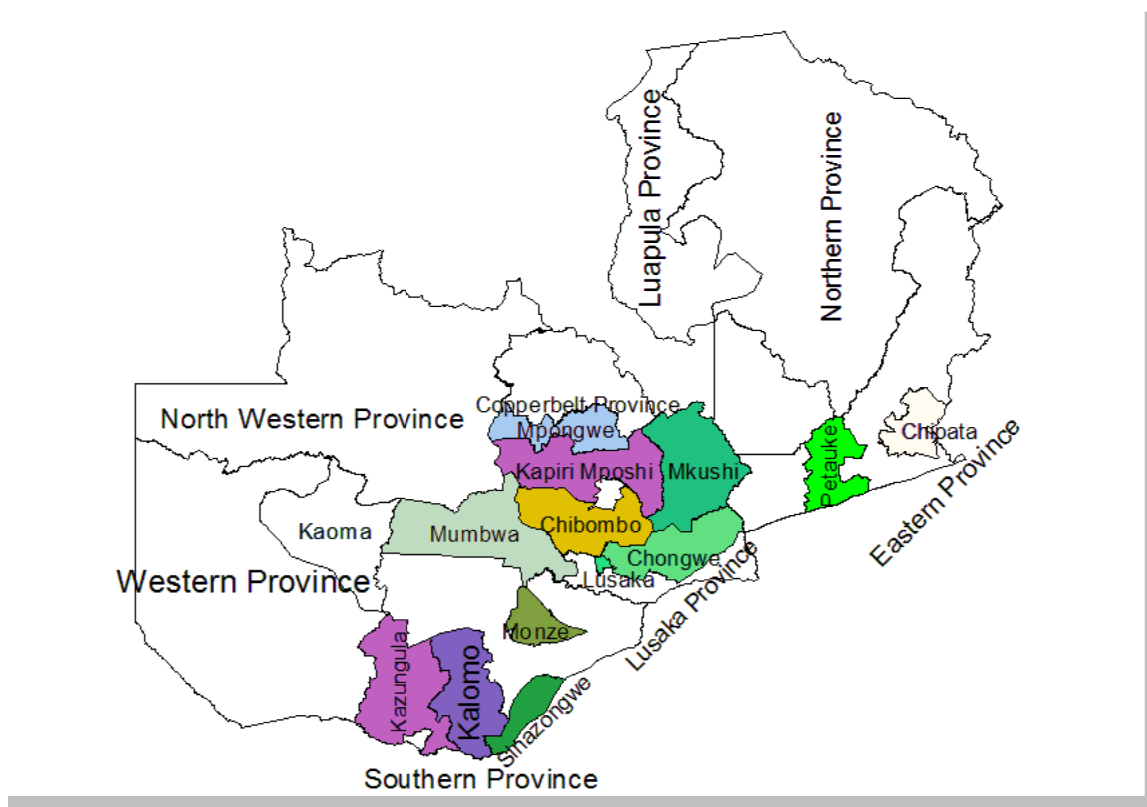 Luapula Province
Northern Province
North Western Province
Copperbelt Province
Mpongwe
Chipata
Petauke
Kapiri Mposhi
Mkushi
Eastern Province
Kaoma
Mumbwa
Chibombo
Chongwe
Western Province
Lusaka
Lusaka Province
Monze
Kazungula
Kalomo
Sinazongwe
Southern Province